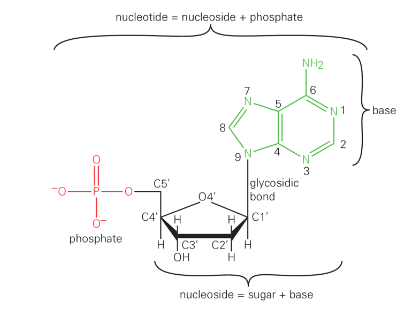 nucleotide = nucleoside + phosphate
NH2
7
6
5
N
N
1
base
8
2
9
N
4
N
3
O
C5′
glycosidic
bond
⁻O
P
O
O4′
O⁻
C4′
H
H
C1′
phosphate
H
C3′
C2′
H
OH
H
nucleoside = sugar + base